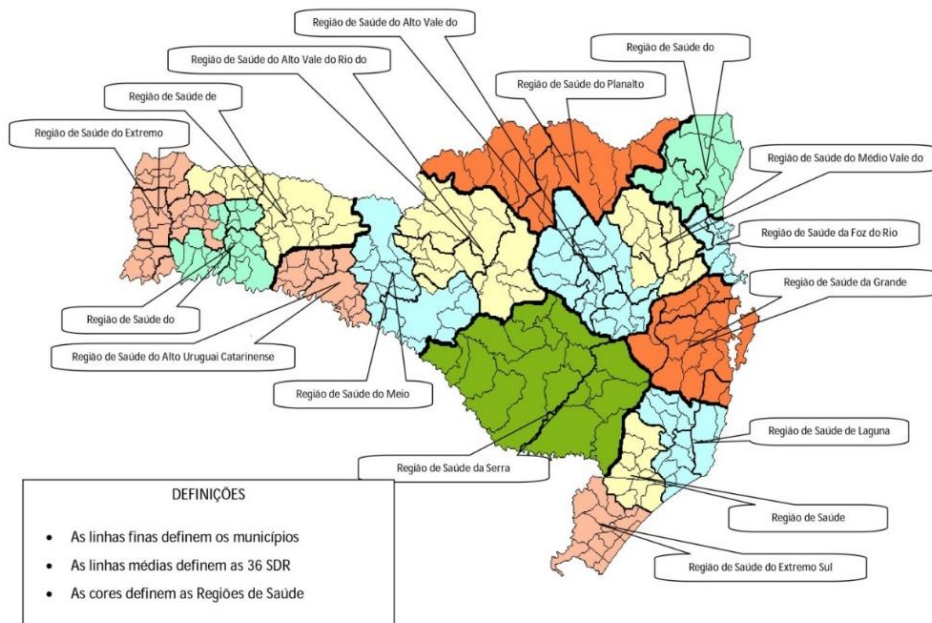 Região de Saúde do Alto Vale do
Região de Saúde do
Região de Saúde do Alto Vale do Rio do
Região de Saúde do Planalto
Região de Saúde de
Região de Saúde do Extremo
Região de Saúde do Médio Vale do
Região de Saúde da Foz do Rio
Região de Saúde da Grande
Região de Saúde do
Região de Saúde do Alto Uruguai Catarinense
Região de Saúde do Meio
Região de Saúde de Laguna
Região de Saúde da Serra
Região de Saúde
Região de Saúde do Extremo Sul
DEFINIÇÕES
• As linhas finas definem os municípios
• As linhas médias definem as 36 SDR
• As cores definem as Regiões de Saúde